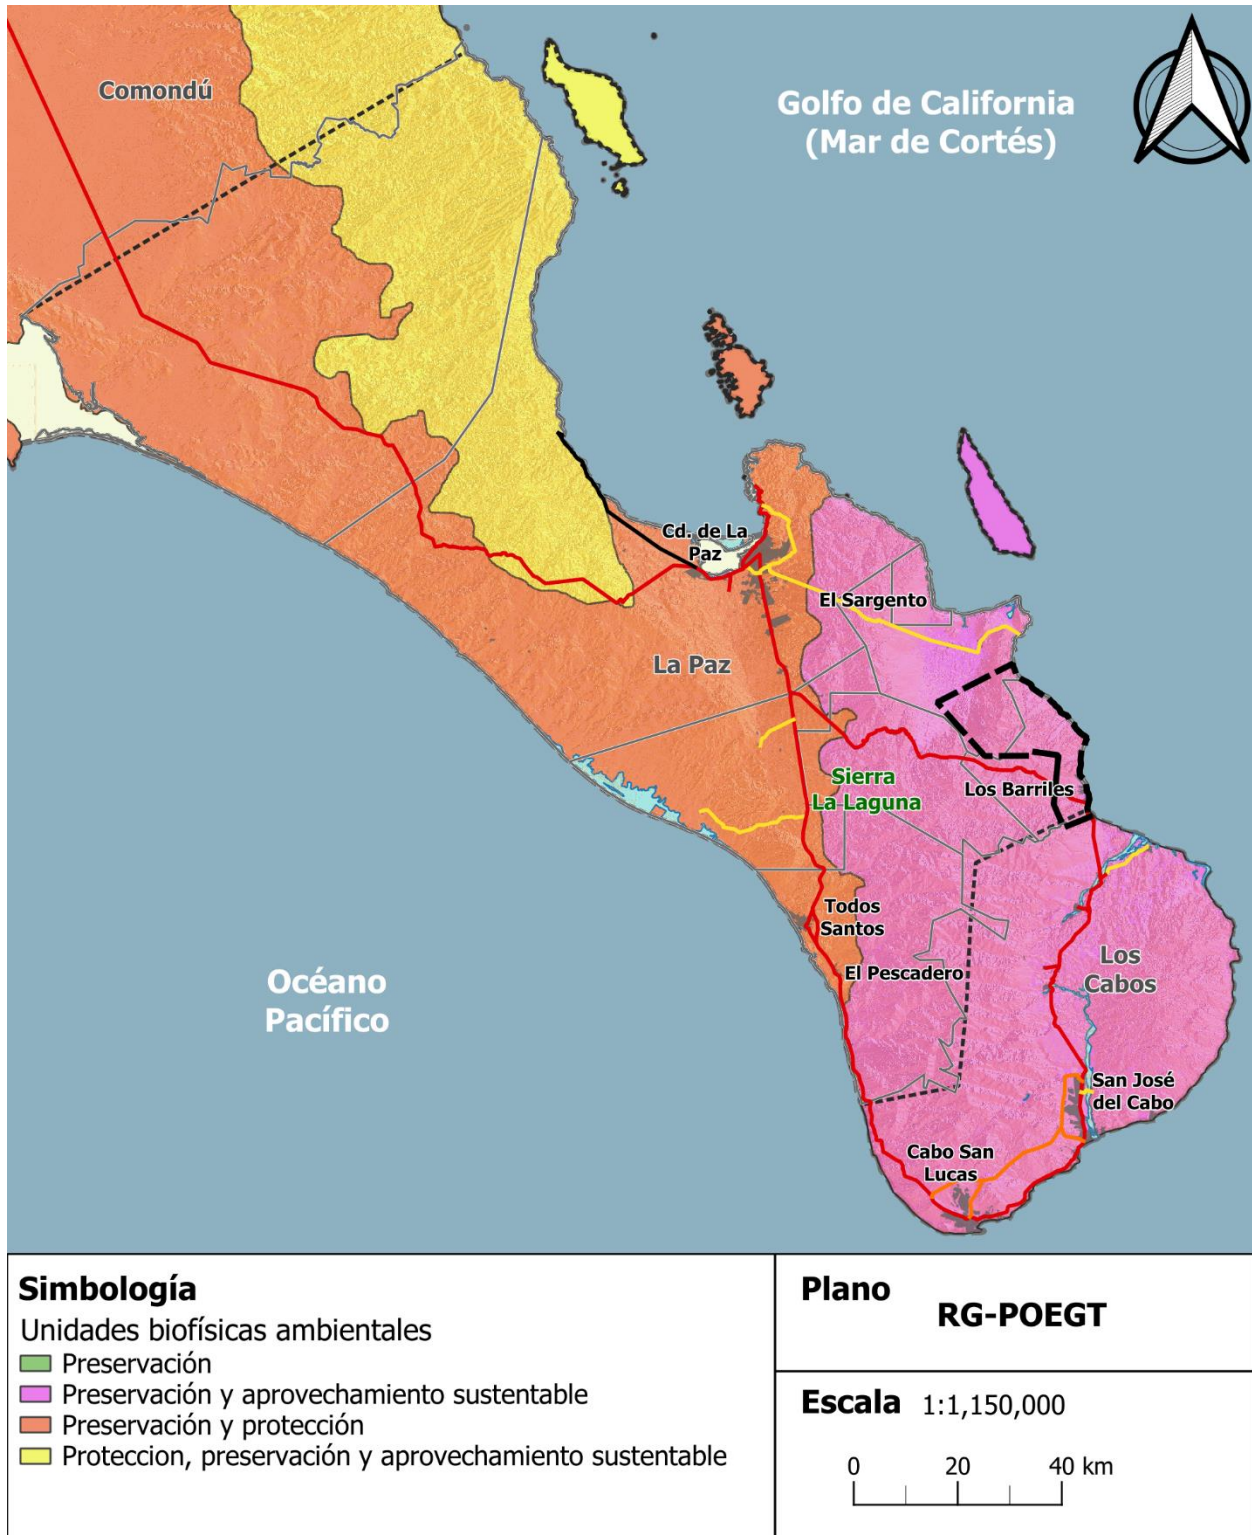 Comondú
Golfo de California
(Mar de Cortés)
Cd. de La
Paz
El Sargento
La Paz
Sierra
La Laguna
Los Barriles
Todos
Santos
El Pescadero
Los
Cabos
Océano
Pacífico
San José
del Cabo
Cabo San
Lucas
Simbología
Unidades biofísicas ambientales
Preservación
Preservación y aprovechamiento sustentable
Preservación y protección
Proteccion, preservación y aprovechamiento sustentable
Plano
RG-POEGT
Escala 1:1,150,000
0 20 40 km